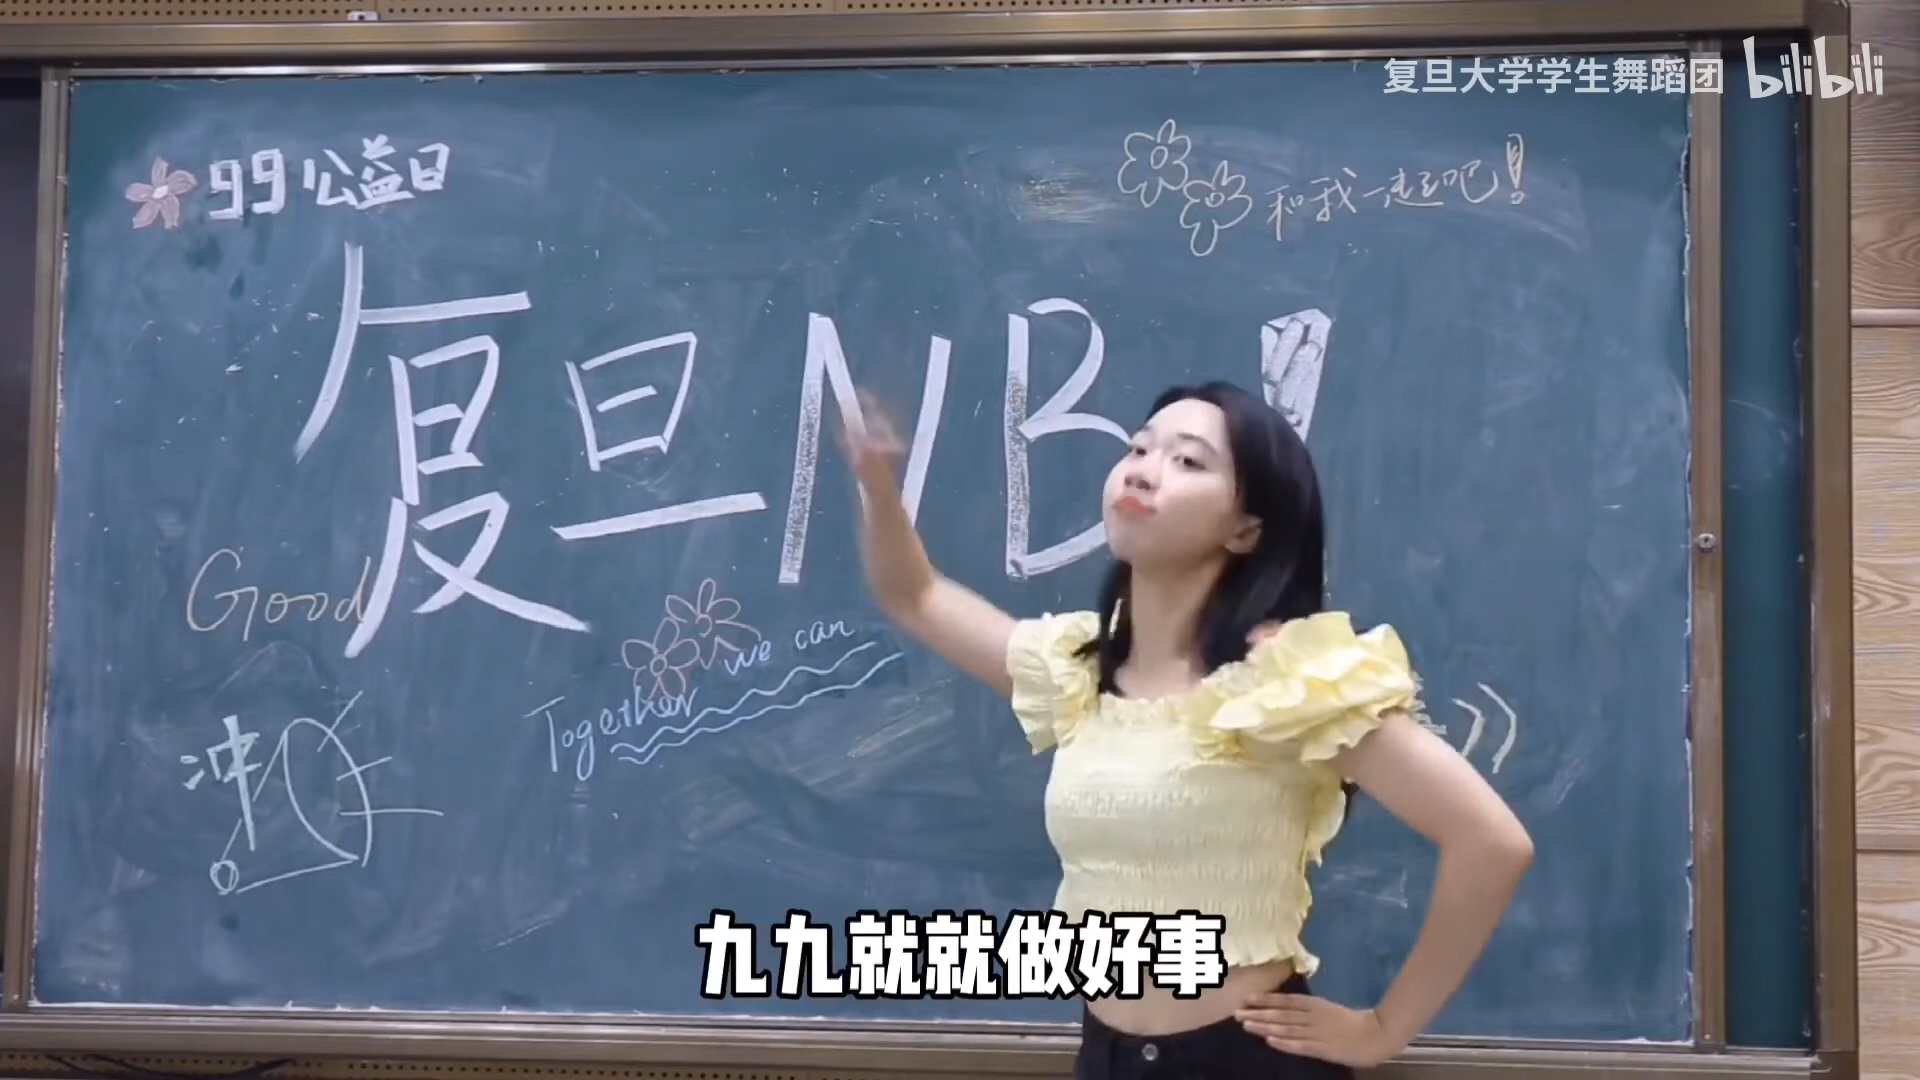 复旦大学学生舞蹈团 bilibili
99公益日
和我一起吧!
复旦NB!
Good
Together we can
冲
九九就就做好事